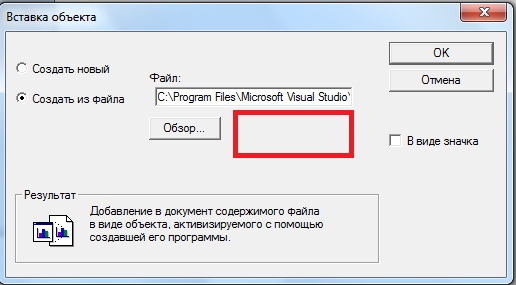 Вставка объекта
Создать новый
Создать из файла
Файл:
C:\Program Files\Microsoft Visual Studio\
Обзор...
OK
Отмена
В виде значка
Результат
Добавление в документ содержимого файла
в виде объекта, активизируемого с помощью
создавшей его программы.